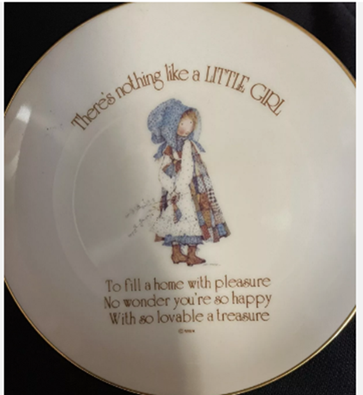 There's nothing like a LITTLE GIRL
To fill a home with pleasure
No wonder you're so happy
With so lovable a treasure